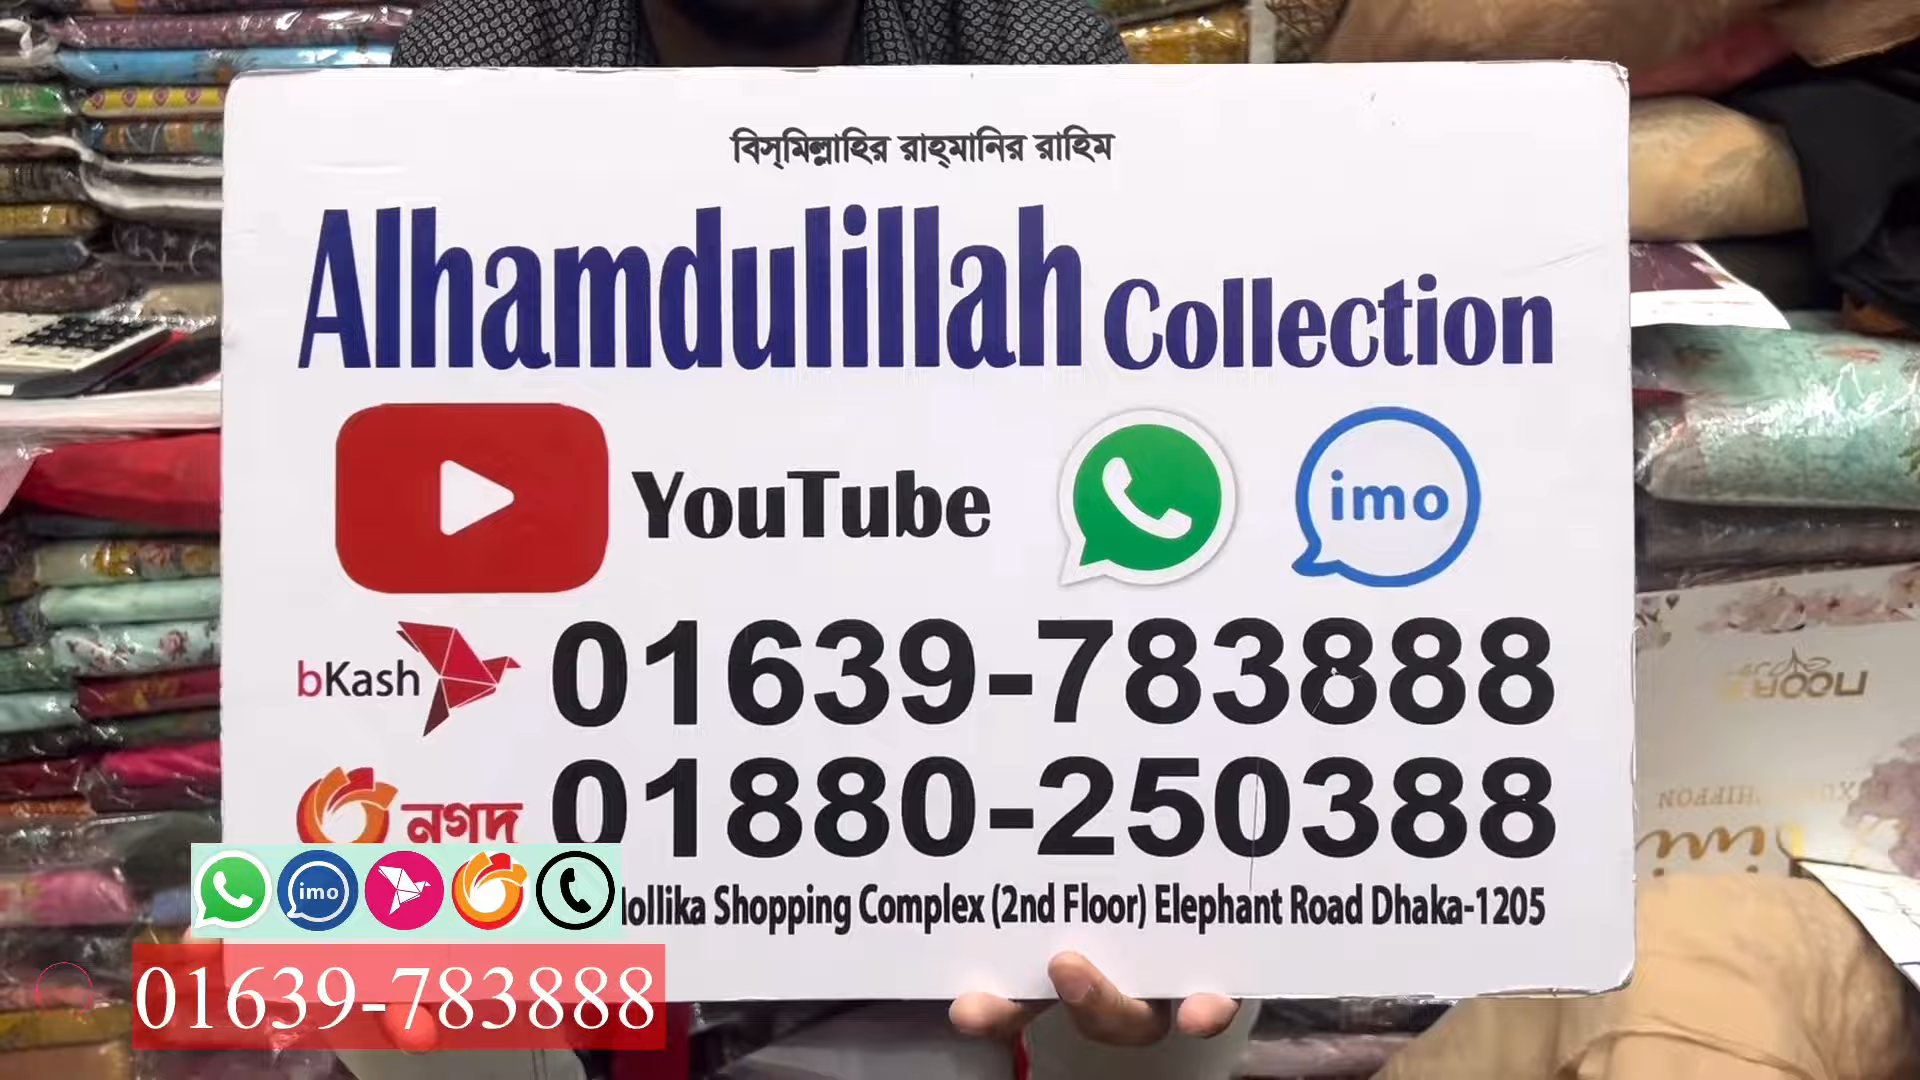 বিস্‌মিল্লাহির রাহ্‌মানির রাহিম
Alhamdulillah Collection
YouTube
imo
bKash 01639-783888
নগদ 01880-250388
imo
Shopping Complex (2nd Floor) Elephant Road Dhaka-1205
01639-783888